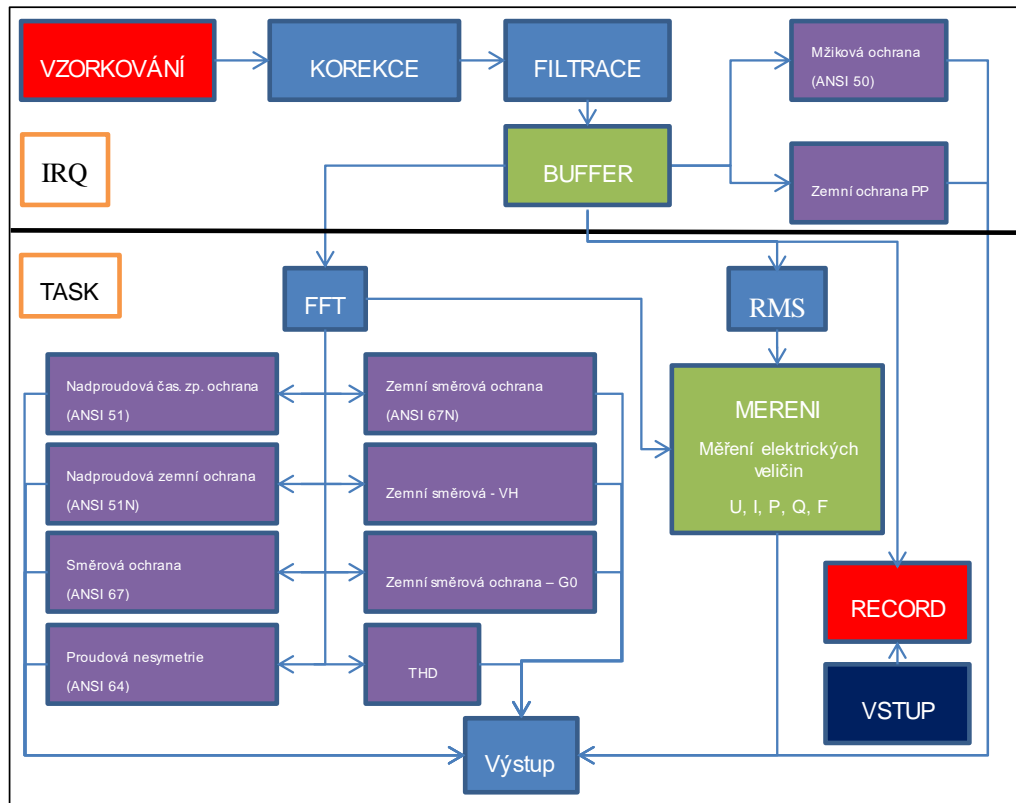 VZORKOVÁNÍ
KOREKCE
FILTRACE
Mžiková ochrana
(ANSI 50)
IRQ
BUFFER
Zemní ochrana PP
TASK
FFT
RMS
Nadproudová čas. zp. ochrana
(ANSI 51)
Zemní směrová ochrana
(ANSI 67N)
MERENI
Měření elektrických
veličin
U, I, P, Q, F
Nadproudová zemní ochrana
(ANSI 51N)
Zemní směrová - VH
Směrová ochrana
(ANSI 67)
Zemní směrová ochrana – G0
RECORD
Proudová nesymetrie
(ANSI 64)
THD
VSTUP
Výstup